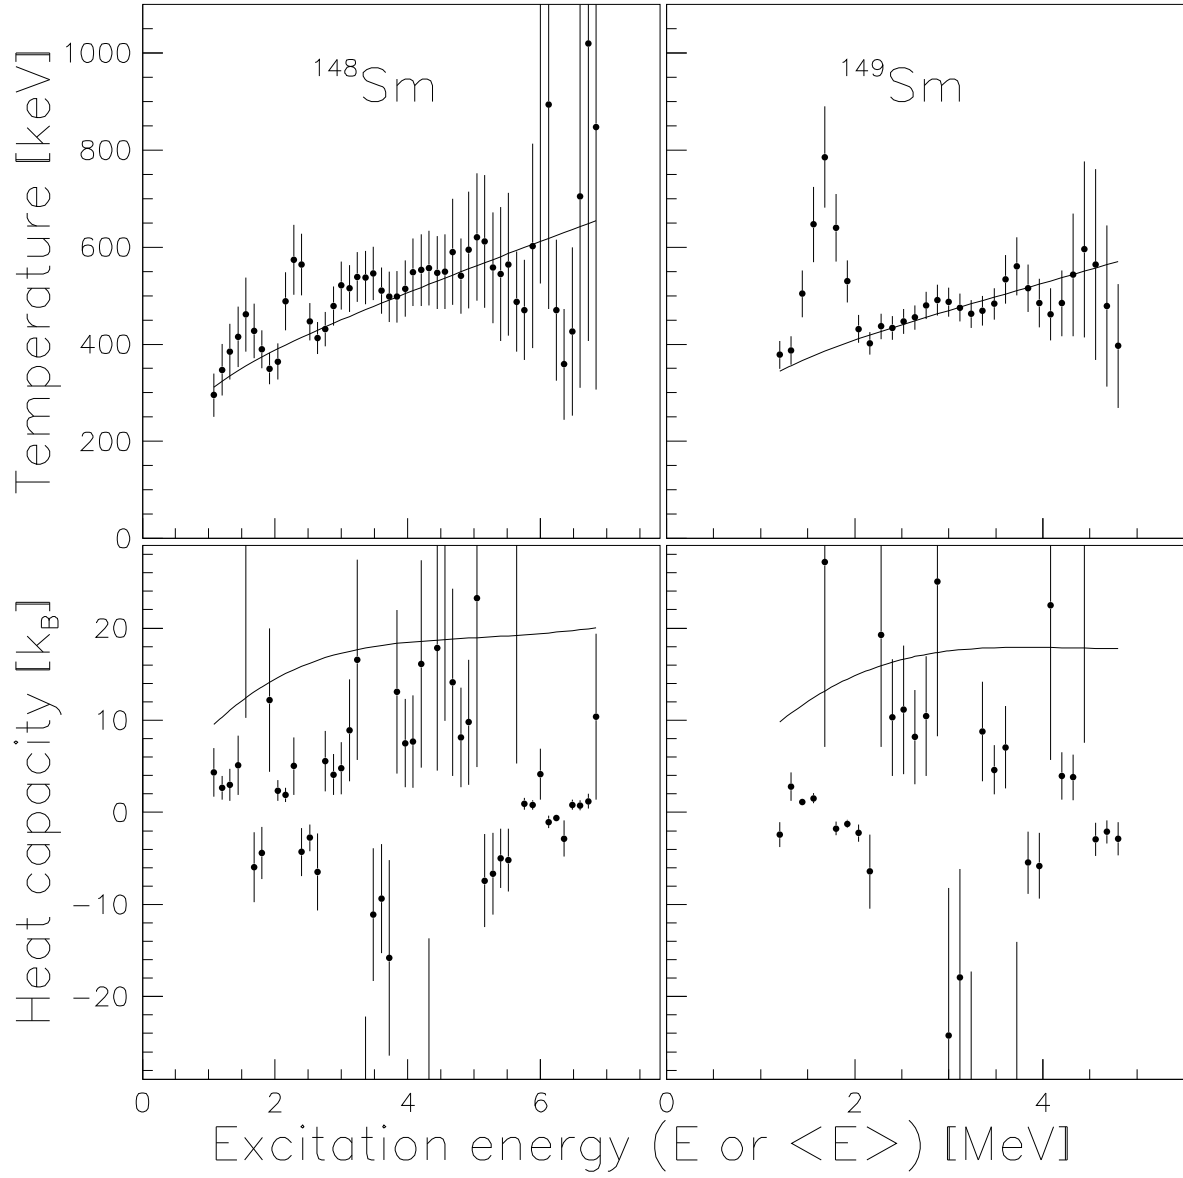 Temperature [keV]
1000
800
600
400
200
0
¹⁴⁸Sm
¹⁴⁹Sm
Heat capacity [k_B]
20
10
0
−10
−20
0 2 4 6 0 2 4
Excitation energy (E or <E>) [MeV]